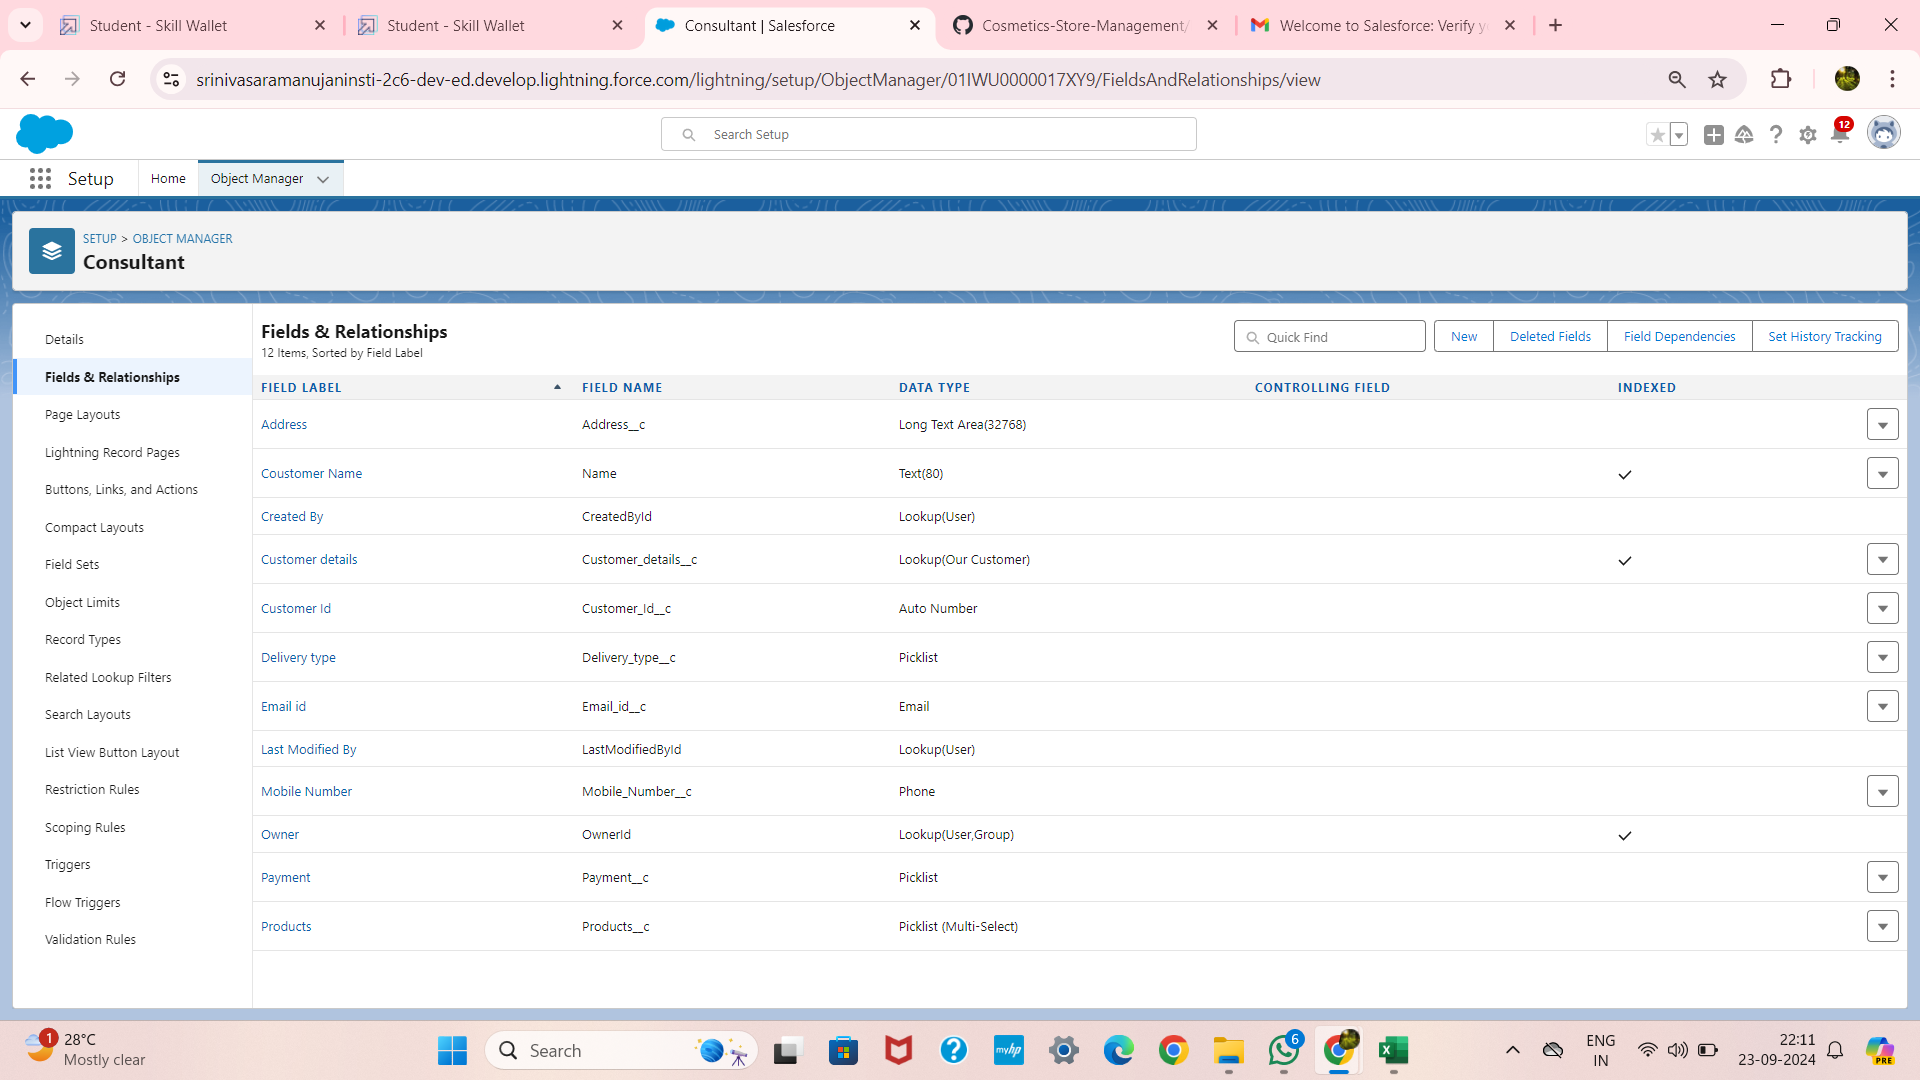 Student - Skill Wallet
Student - Skill Wallet
Consultant | Salesforce
Cosmetics-Store-Management/
Welcome to Salesforce: Verify y
srinivasaramanujaninsti-2c6-dev-ed.develop.lightning.force.com/lightning/setup/ObjectManager/01IWU0000017XY9/FieldsAndRelationships/view
Search Setup
12
Setup
Home
Object Manager
SETUP > OBJECT MANAGER
Consultant
Details
Fields & Relationships
Page Layouts
Lightning Record Pages
Buttons, Links, and Actions
Compact Layouts
Field Sets
Object Limits
Record Types
Related Lookup Filters
Search Layouts
List View Button Layout
Restriction Rules
Scoping Rules
Triggers
Flow Triggers
Validation Rules
Fields & Relationships
12 Items, Sorted by Field Label
Quick Find
New
Deleted Fields
Field Dependencies
Set History Tracking
FIELD LABEL FIELD NAME DATA TYPE CONTROLLING FIELD INDEXED
Address Address__c Long Text Area(32768)
Coustomer Name Name Text(80)
Created By CreatedById Lookup(User)
Customer details Customer_details__c Lookup(Our Customer)
Customer Id Customer_Id__c Auto Number
Delivery type Delivery_type__c Picklist
Email id Email_id__c Email
Last Modified By LastModifiedById Lookup(User)
Mobile Number Mobile_Number__c Phone
Owner OwnerId Lookup(User,Group)
Payment Payment__c Picklist
Products Products__c Picklist (Multi-Select)
1
28°C
Mostly clear
Search
myhp
6
ENG
IN
22:11
23-09-2024
PRE